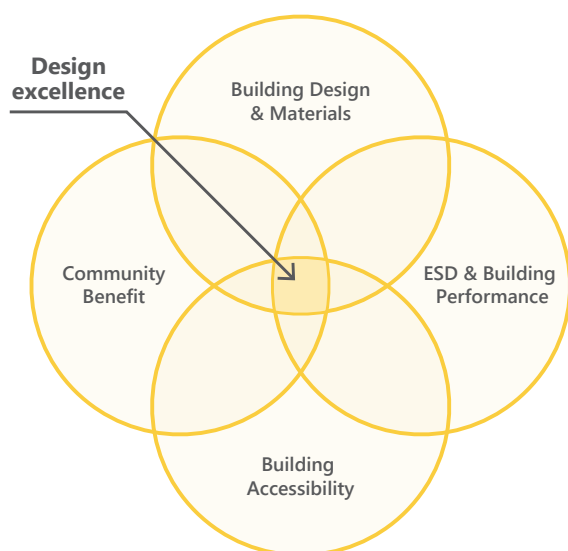 Design
excellence
Building Design
& Materials
Community
Benefit
ESD & Building
Performance
Building
Accessibility